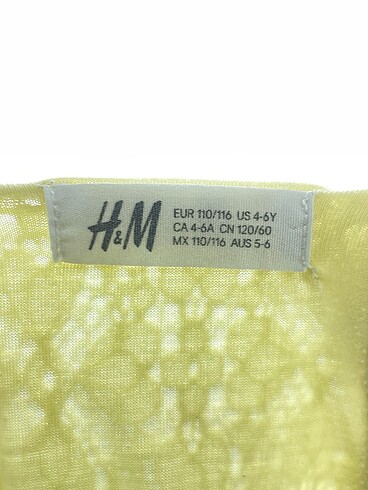 H&M
EUR 110/116 US 4-6Y
CA 4-6A CN 120/60
MX 110/116 AUS 5-6